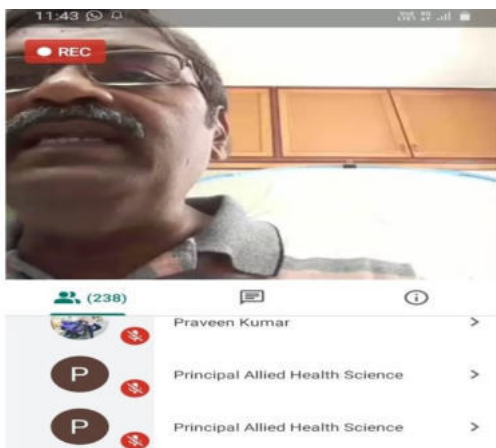 11:43
REC
(238)
Praveen Kumar
P
Principal Allied Health Science
P
Principal Allied Health Science